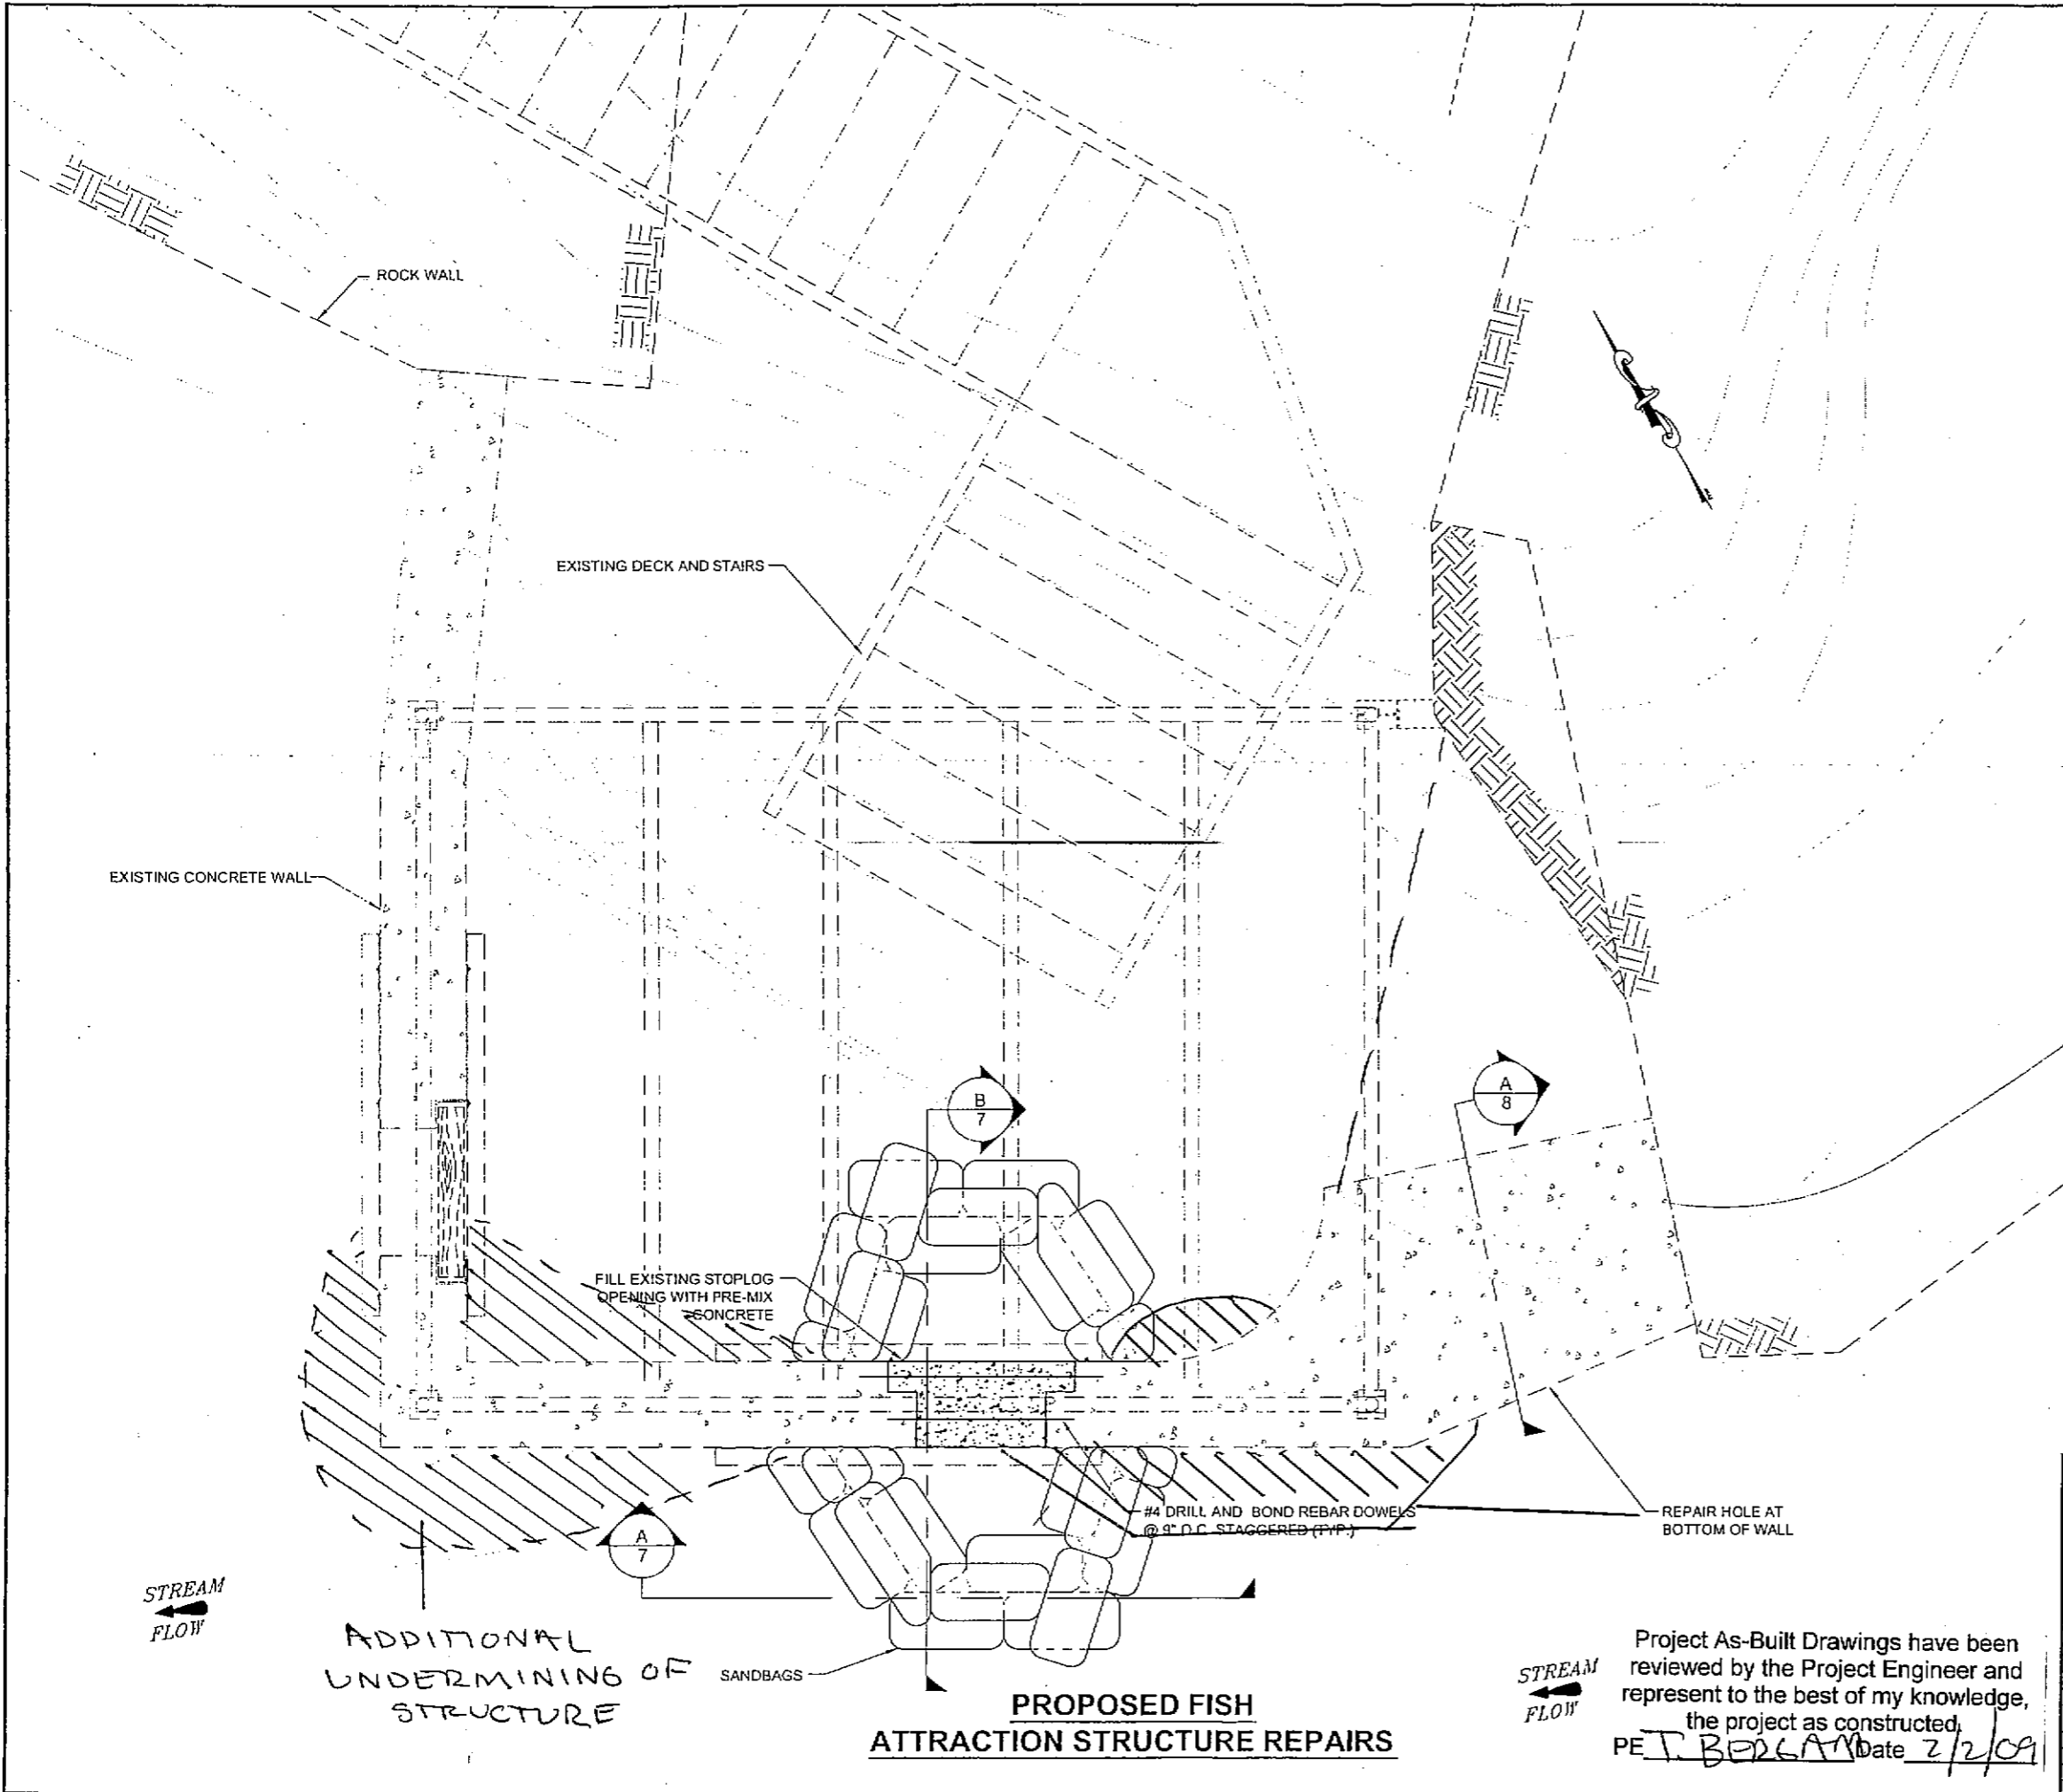 ROCK WALL
EXISTING DECK AND STAIRS
EXISTING CONCRETE WALL
B
7
A
8
FILL EXISTING STOPLOG
OPENING WITH PRE-MIX
CONCRETE
#4 DRILL AND BOND REBAR DOWELS
@ 9" O.C. STAGGERED (TYP.)
REPAIR HOLE AT
BOTTOM OF WALL
A
7
STREAM
FLOW
ADDITIONAL
UNDERMINING OF
STRUCTURE
SANDBAGS
PROPOSED FISH
ATTRACTION STRUCTURE REPAIRS
STREAM
FLOW
Project As-Built Drawings have been
reviewed by the Project Engineer and
represent to the best of my knowledge,
the project as constructed.
PE T. Date 2/2/09